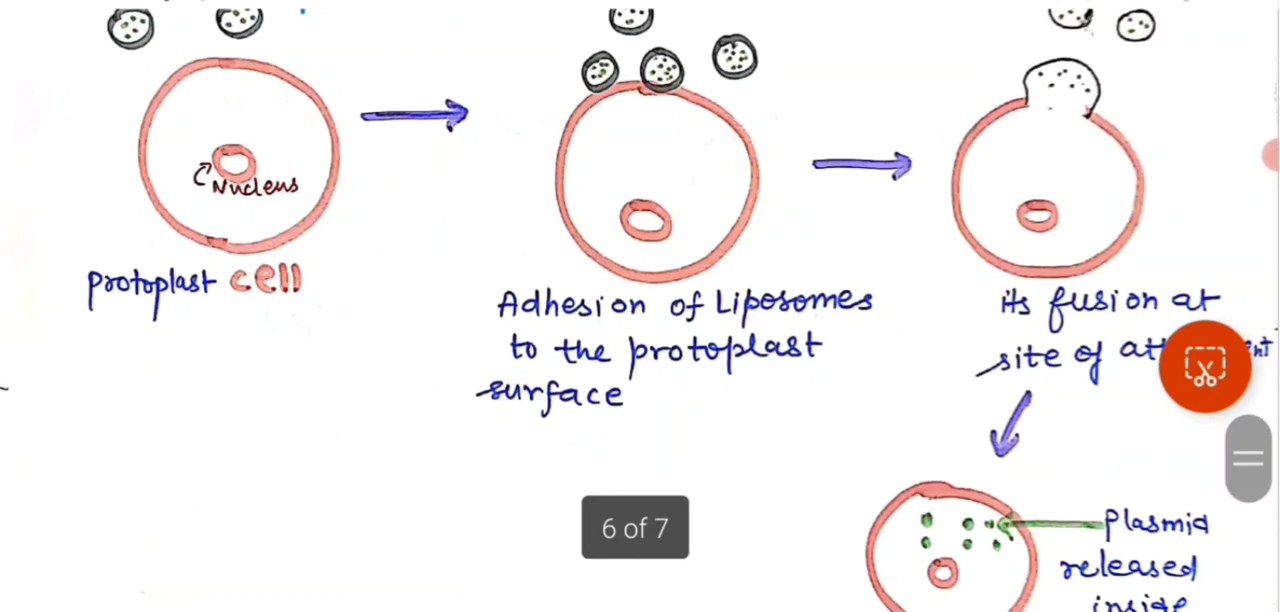 Nucleus
protoplast cell
Adhesion of Liposomes
to the protoplast
surface
its fusion at
site of
6 of 7
Plasmid
released
inside